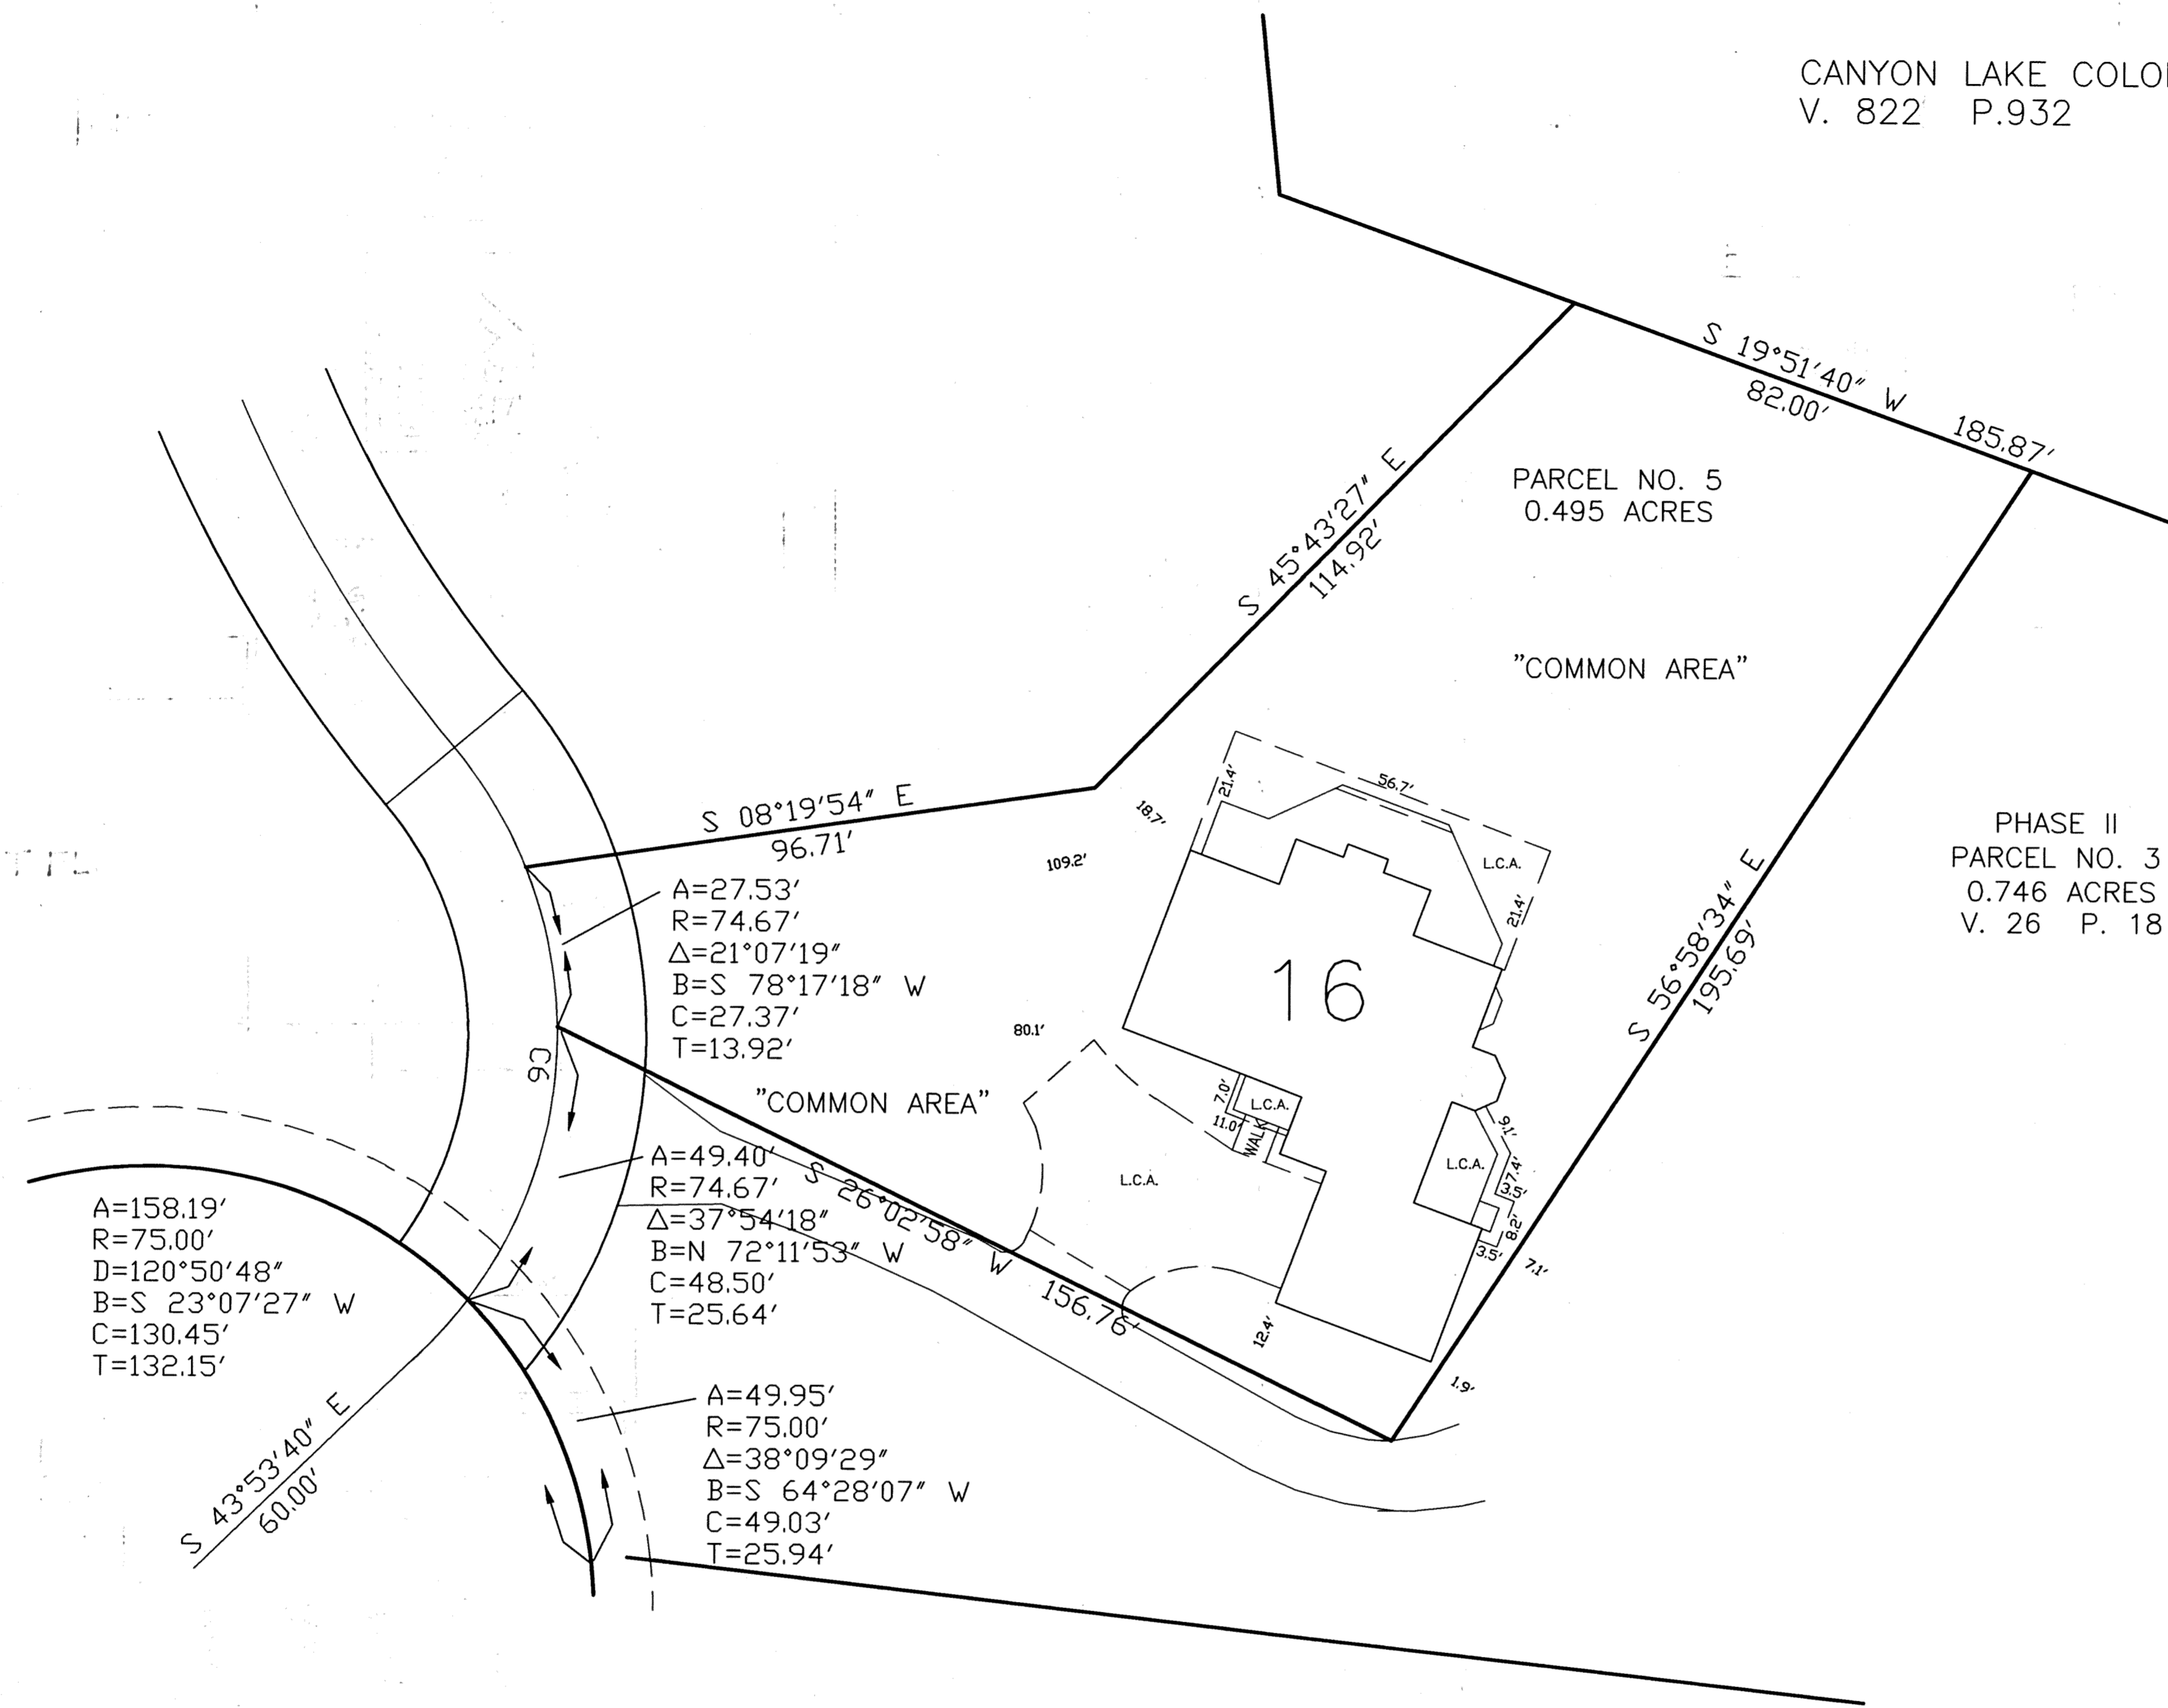 CANYON LAKE COLO
V. 822 P.932
S 19°51'40" W 185.87'
82.00'
S 45°43'27" E
114.92'
PARCEL NO. 5
0.495 ACRES
"COMMON AREA"
S 08°19'54" E
96.71'
S 56°58'34" E
195.69'
PHASE II
PARCEL NO. 3
0.746 ACRES
V. 26 P. 18
21.4'
56.7'
18.7'
109.2'
L.C.A.
21.4'
16
80.1'
A=27.53'
R=74.67'
Δ=21°07'19"
B=S 78°17'18" W
C=27.37'
T=13.92'
C6
"COMMON AREA"
7.0'
L.C.A.
11.0'
WALK
L.C.A.
9.1'
L.C.A.
7.4'
3.5'
8.2'
3.5'
7.1'
A=49.40'
R=74.67'
Δ=37°54'18"
B=N 72°11'53" W
C=48.50'
T=25.64'
S 26°02'58" W 156.76'
12.4'
1.9'
A=158.19'
R=75.00'
D=120°50'48"
B=S 23°07'27" W
C=130.45'
T=132.15'
S 43°53'40" E
60.00'
A=49.95'
R=75.00'
Δ=38°09'29"
B=S 64°28'07" W
C=49.03'
T=25.94'